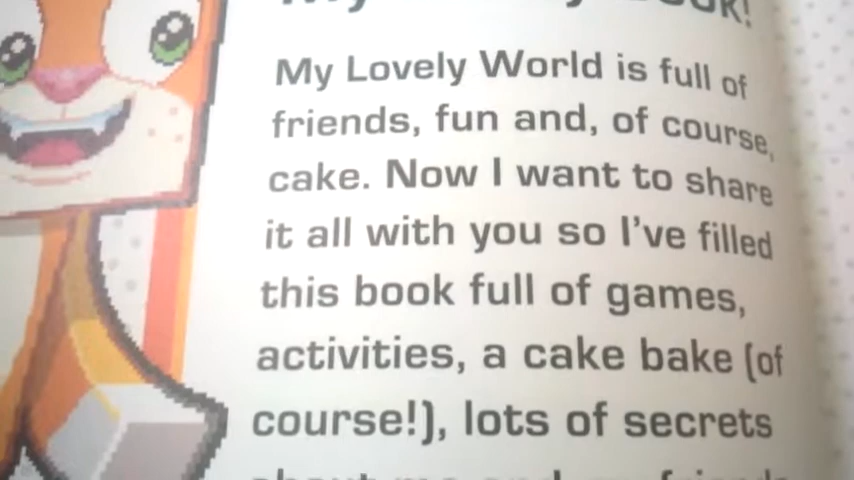 My Lovely World is full of
friends, fun and, of course,
cake. Now I want to share
it all with you so I've filled
this book full of games,
activities, a cake bake (of
course!), lots of secrets